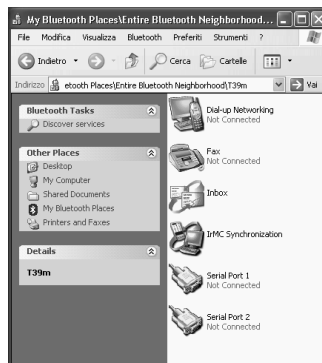 My Bluetooth Places\Entire Bluetooth Neighborhood...
File Modifica Visualizza Bluetooth Preferiti Strumenti ?
Indietro Cerca Cartelle
Indirizzo etooth Places\Entire Bluetooth Neighborhood\T39m Vai
Bluetooth Tasks
Discover services
Other Places
Desktop
My Computer
Shared Documents
My Bluetooth Places
Printers and Faxes
Details
T39m
Dial-up Networking
Not Connected
Fax
Not Connected
Inbox
IrMC Synchronization
Serial Port 1
Not Connected
Serial Port 2
Not Connected